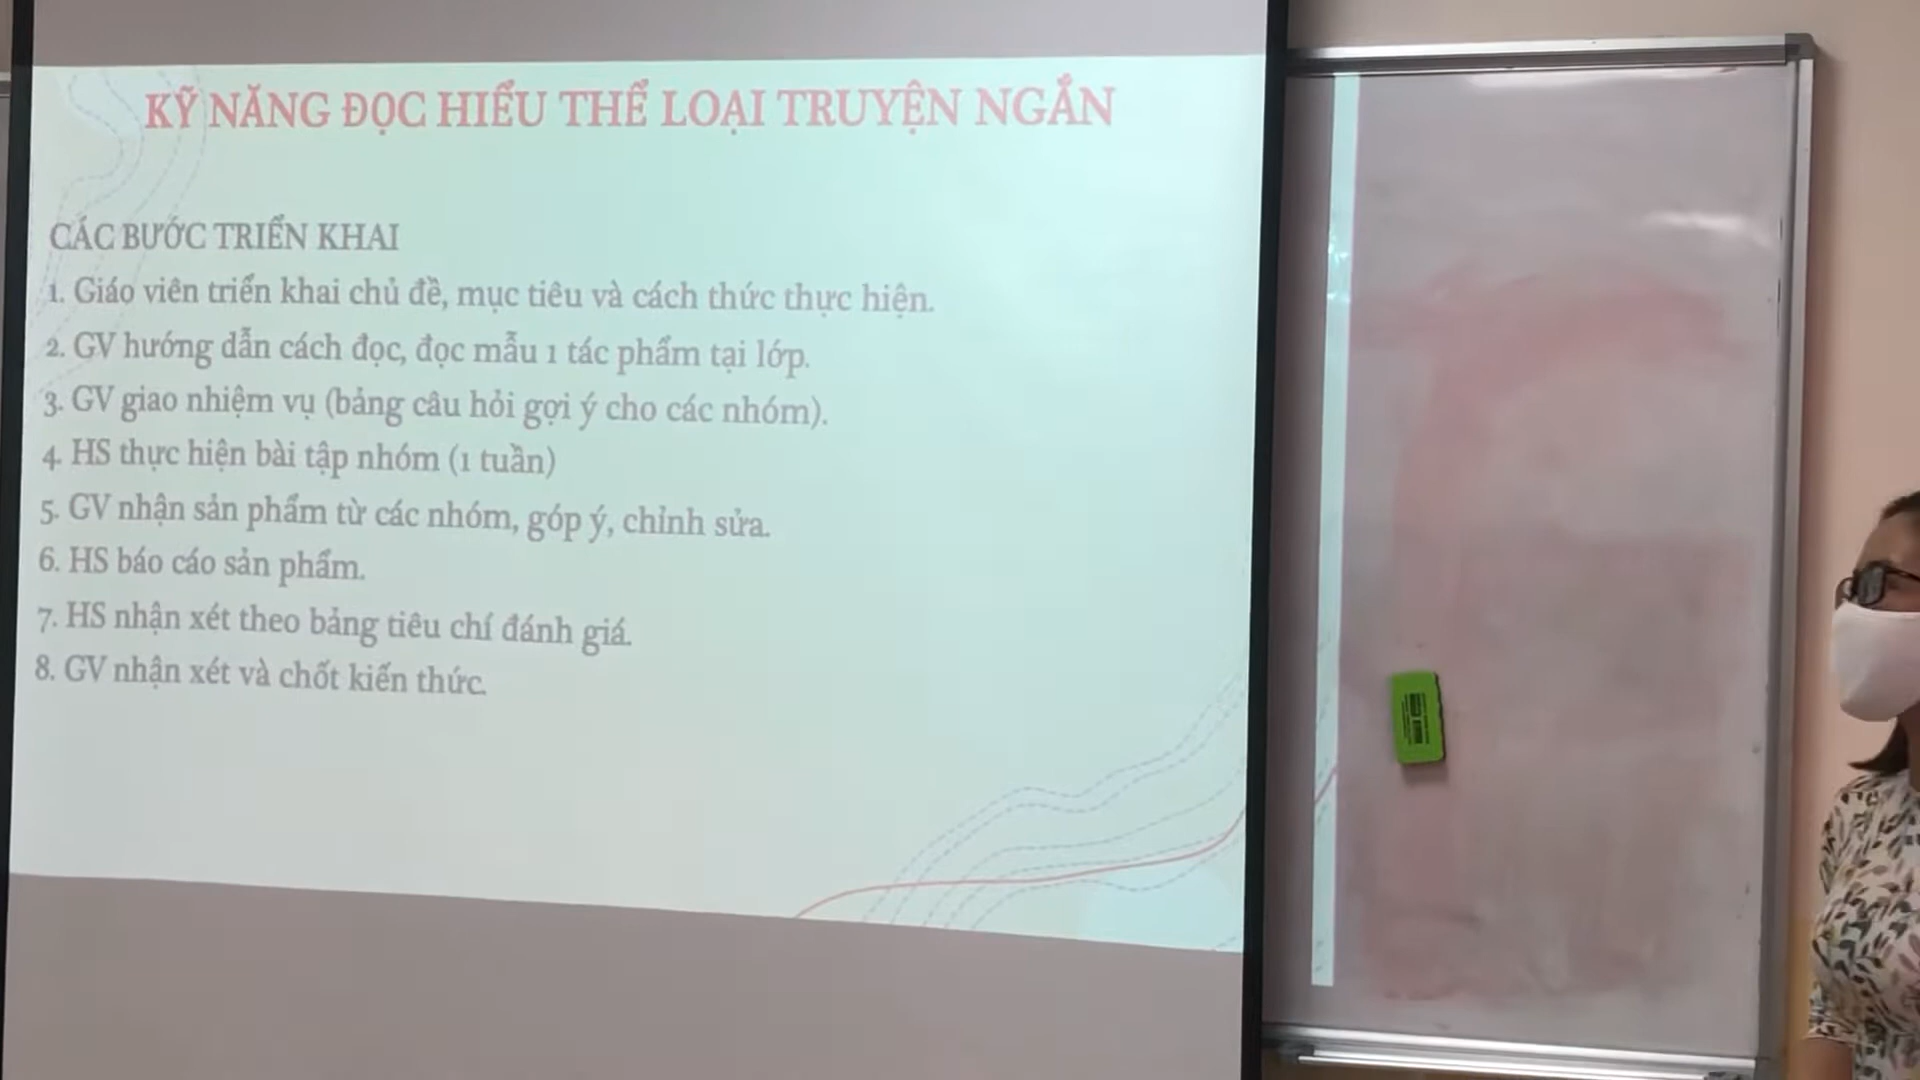 KỸ NĂNG ĐỌC HIỂU THỂ LOẠI TRUYỆN NGẮN
CÁC BƯỚC TRIỂN KHAI
1. Giáo viên triển khai chủ đề, mục tiêu và cách thức thực hiện.
2. GV hướng dẫn cách đọc, đọc mẫu 1 tác phẩm tại lớp.
3. GV giao nhiệm vụ (bảng câu hỏi gợi ý cho các nhóm).
4. HS thực hiện bài tập nhóm (1 tuần)
5. GV nhận sản phẩm từ các nhóm, góp ý, chỉnh sửa.
6. HS báo cáo sản phẩm.
7. HS nhận xét theo bảng tiêu chí đánh giá.
8. GV nhận xét và chốt kiến thức.